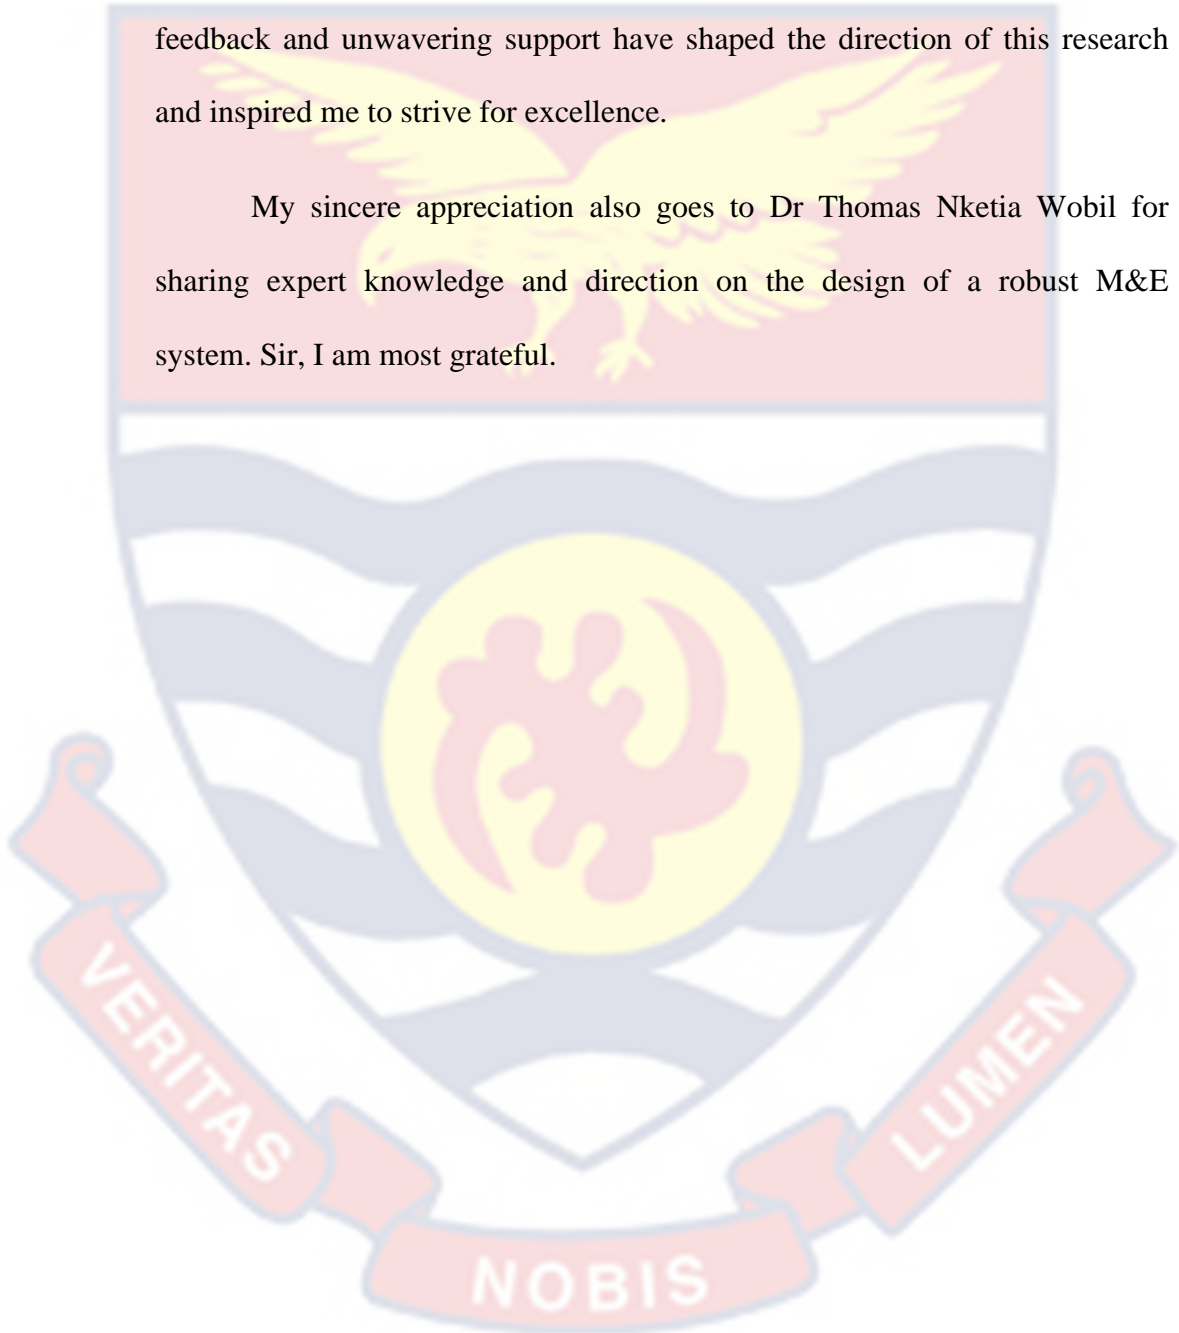 feedback and unwavering support have shaped the direction of this research
and inspired me to strive for excellence.
My sincere appreciation also goes to Dr Thomas Nketia Wobil for
sharing expert knowledge and direction on the design of a robust M&E
system. Sir, I am most grateful.
VERITAS
NOBIS
LUMEN